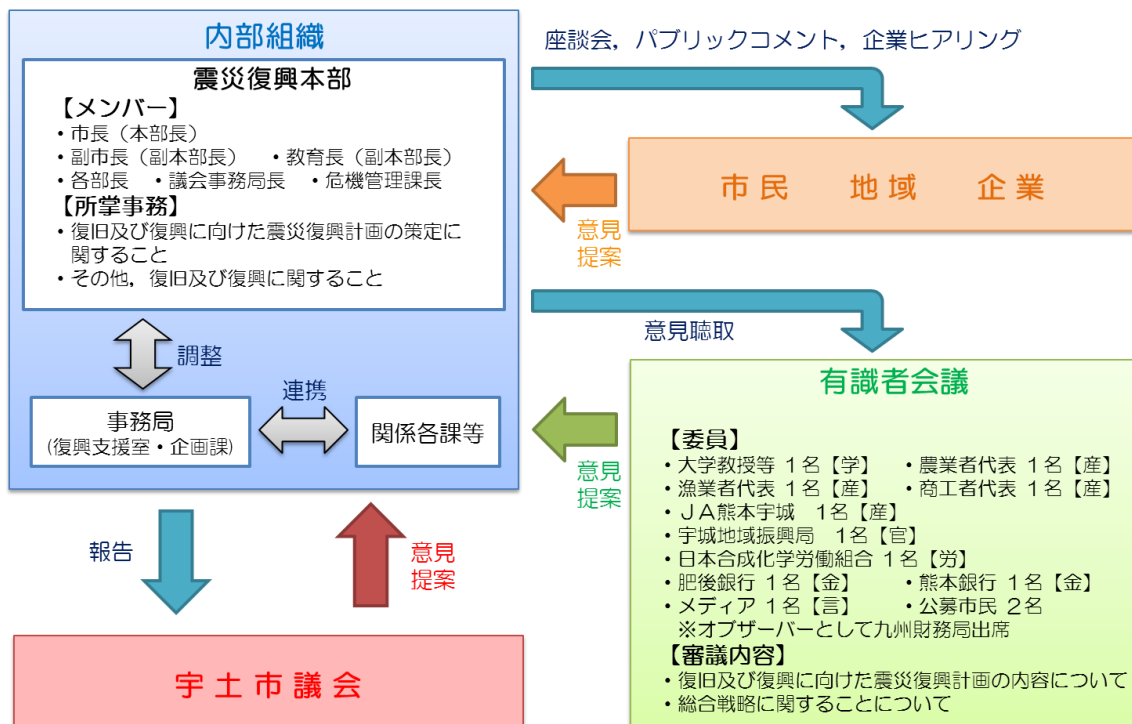 内部組織
震災復興本部
【メンバー】
・市長（本部長）
・副市長（副本部長）　・教育長（副本部長）
・各部長　・議会事務局長　・危機管理課長
【所掌事務】
・復旧及び復興に向けた震災復興計画の策定に
関すること
・その他，復旧及び復興に関すること
調整
連携
事務局
(復興支援室・企画課)
関係各課等
座談会，パブリックコメント，企業ヒアリング
市民　地域　企業
意見
提案
意見聴取
有識者会議
【委員】
・大学教授等 １名【学】　・農業者代表 １名【産】
・漁業者代表 １名【産】　・商工者代表 １名【産】
・ＪＡ熊本宇城　１名【産】
・宇城地域振興局　１名【官】
・日本合成化学労働組合 １名【労】
・肥後銀行 １名【金】　・熊本銀行 １名【金】
・メディア １名【言】　・公募市民 ２名
※オブザーバーとして九州財務局出席
【審議内容】
・復旧及び復興に向けた震災復興計画の内容について
・総合戦略に関することについて
意見
提案
報告
意見
提案
宇土市議会